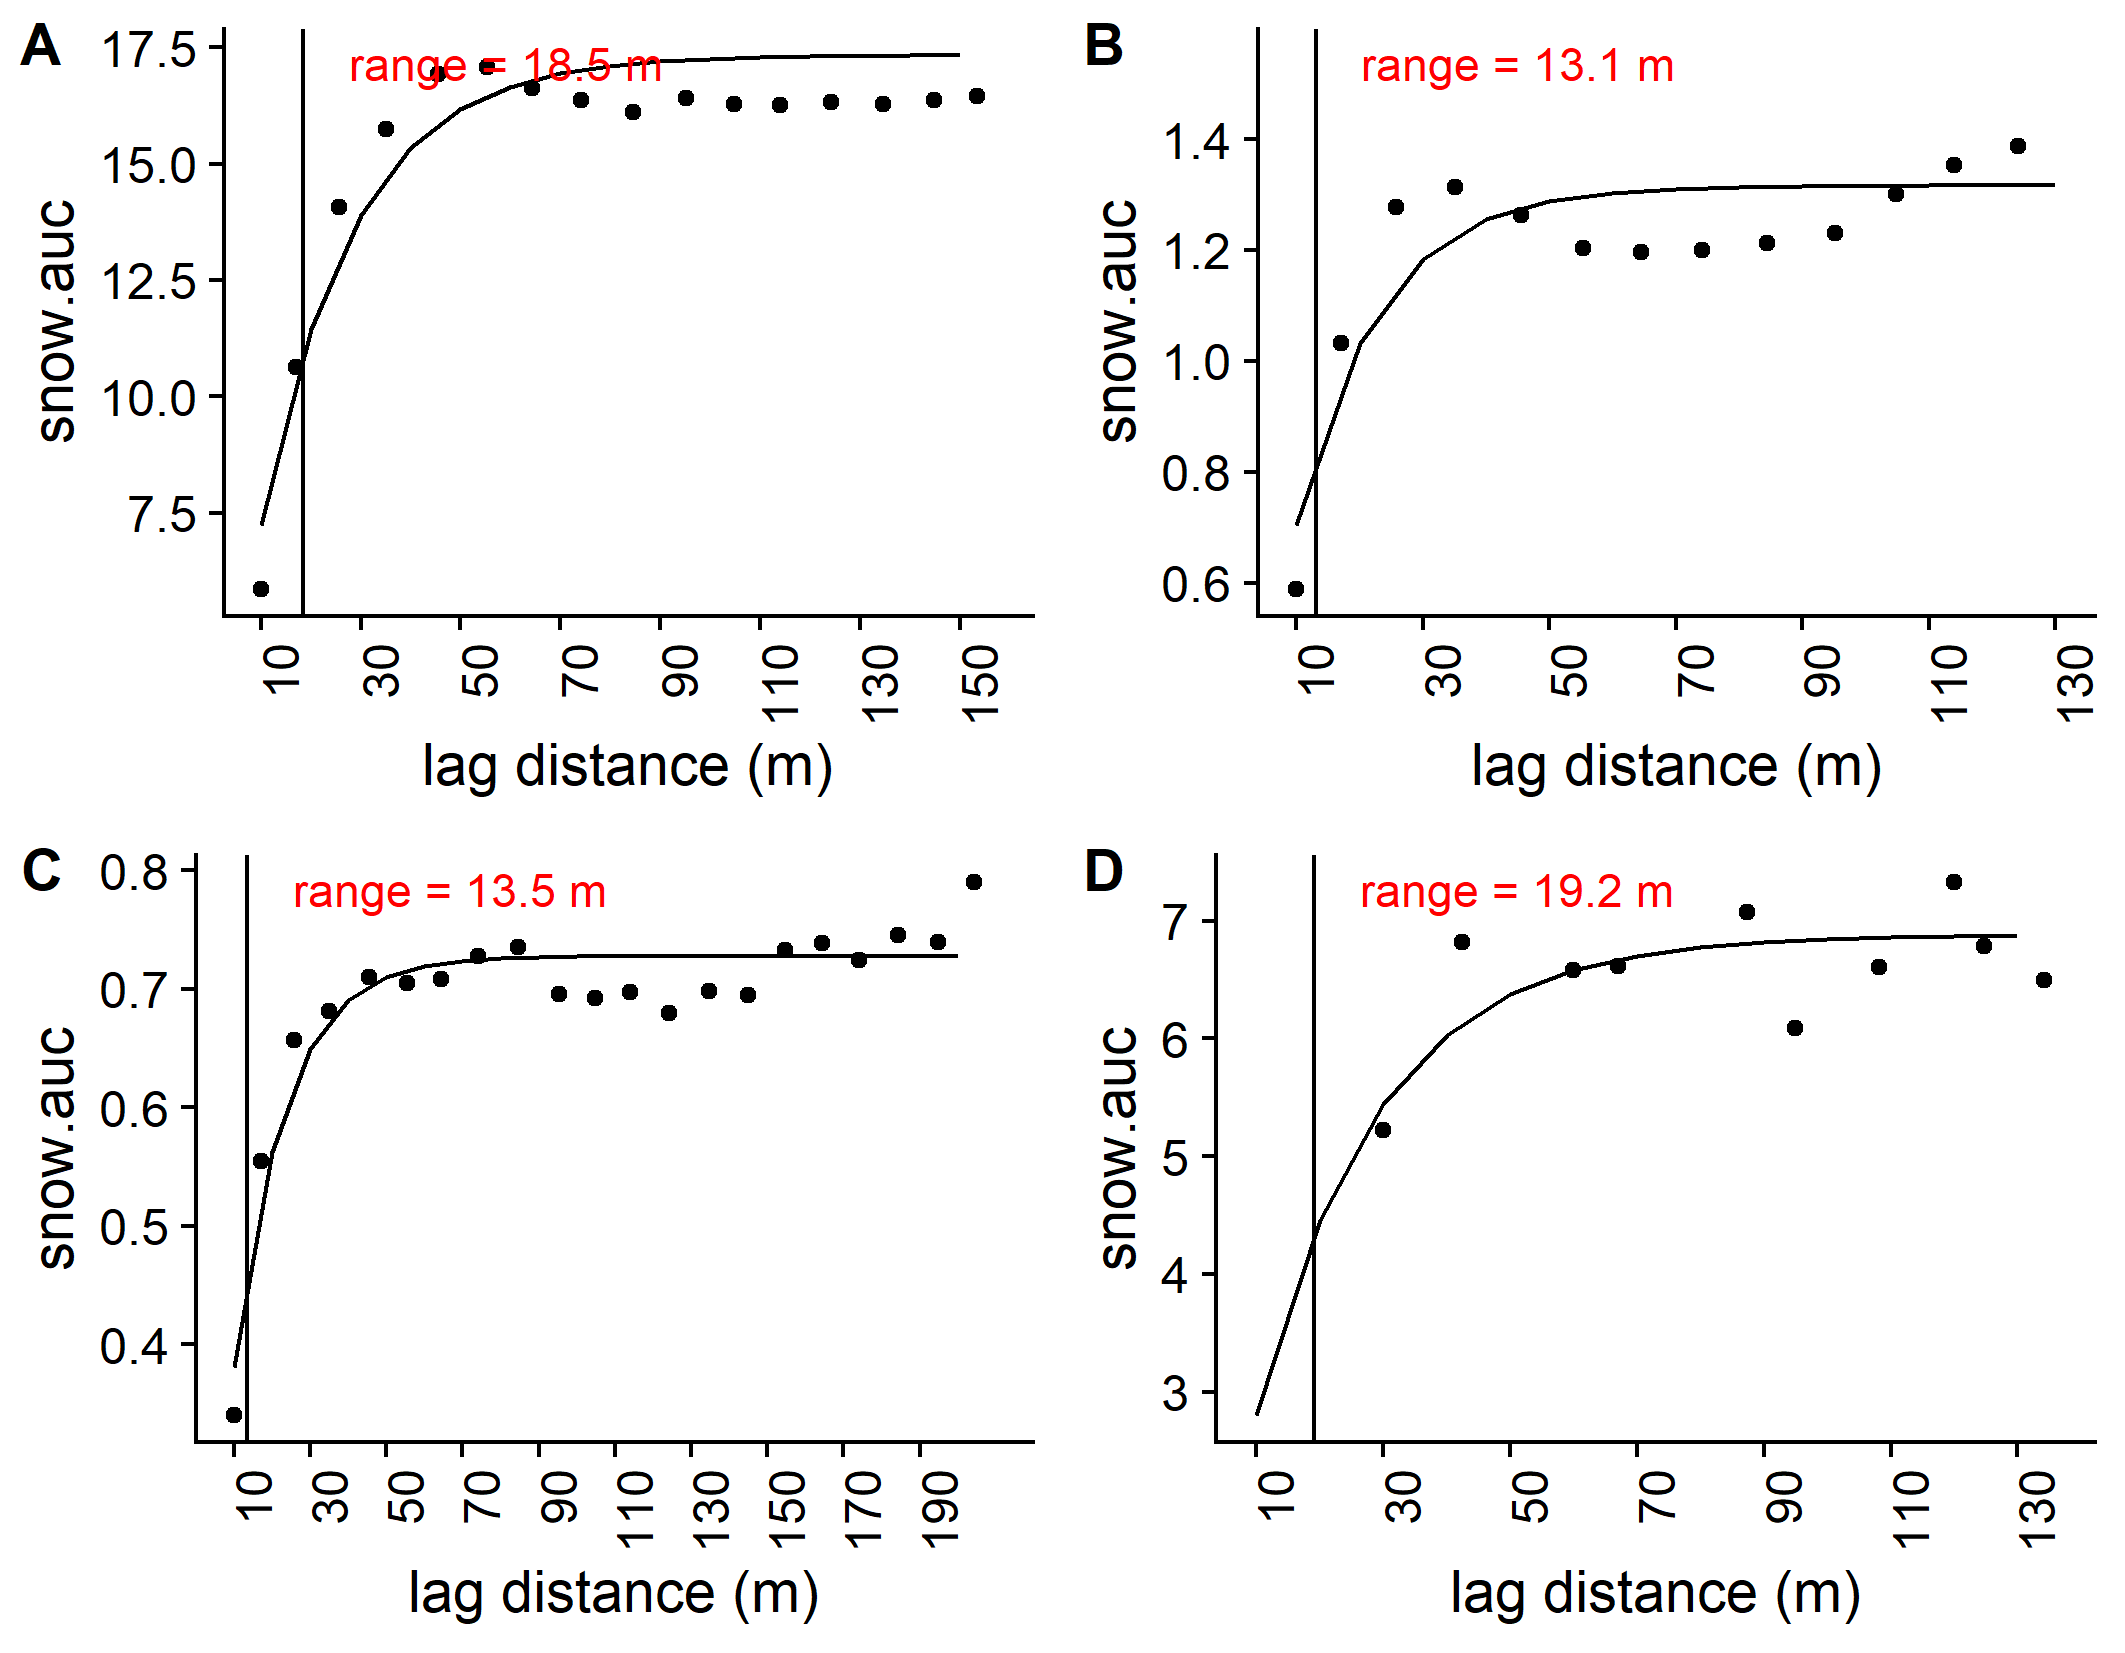 A
range = 18.5 m
17.5
15.0
12.5
10.0
7.5
snow.auc
10 30 50 70 90 110 130 150
lag distance (m)
B
range = 13.1 m
1.4
1.2
1.0
0.8
0.6
snow.auc
10 30 50 70 90 110 130
lag distance (m)
C
range = 13.5 m
0.8
0.7
0.6
0.5
0.4
snow.auc
10 30 50 70 90 110 130 150 170 190
lag distance (m)
D
range = 19.2 m
7
6
5
4
3
snow.auc
10 30 50 70 90 110 130
lag distance (m)